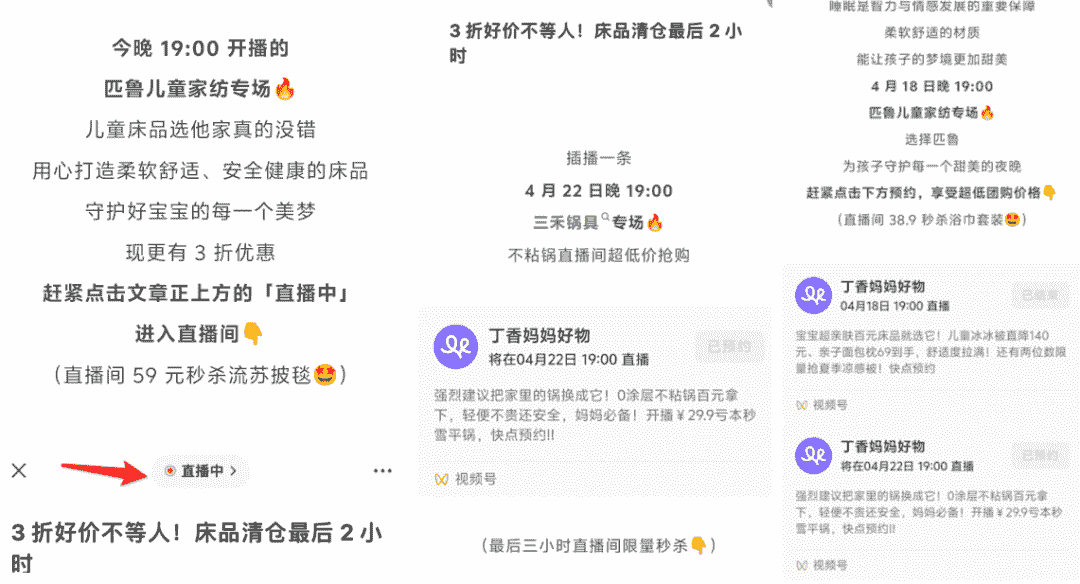 今晚 19:00 开播的
匹鲁儿童家纺专场🔥
儿童床品选他家真的没错
用心打造柔软舒适、安全健康的床品
守护好宝宝的每一个美梦
现更有 3 折优惠
赶紧点击文章正上方的「直播中」
进入直播间👇
（直播间 59 元秒杀流苏披毯🤩）
直播中
3 折好价不等人！床品清仓最后 2 小
时
3 折好价不等人！床品清仓最后 2 小
时
插播一条
4 月 22 日晚 19:00
三禾锅具专场🔥
不粘锅直播间超低价抢购
丁香妈妈好物
将在04月22日 19:00 直播
已预约
强烈建议把家里的锅换成它！0涂层不粘锅百元拿
下，轻便不贵还安全，妈妈必备！开播￥29.9亏本秒
雪平锅，快点预约!!
视频号
（最后三小时直播间限量秒杀👇）
睡眠是智力与情感发展的重要保障
柔软舒适的材质
能让孩子的梦境更加甜美
4 月 18 日晚 19:00
匹鲁儿童家纺专场🔥
选择匹鲁
为孩子守护每一个甜美的夜晚
赶紧点击下方预约，享受超低团购价格👇
（直播间 38.9 秒杀浴巾套装🤩）
丁香妈妈好物
04月18日 19:00 直播
已结束
宝宝超亲肤百元床品就选它！儿童冰冰被直降140
元、亲子面包枕69到手，舒适度拉满！还有两位数限
量抢夏季凉感被！快点预约
视频号
丁香妈妈好物
将在04月22日 19:00 直播
已预约
强烈建议把家里的锅换成它！0涂层不粘锅百元拿
下，轻便不贵还安全，妈妈必备！开播￥29.9亏本秒
雪平锅，快点预约!!
视频号